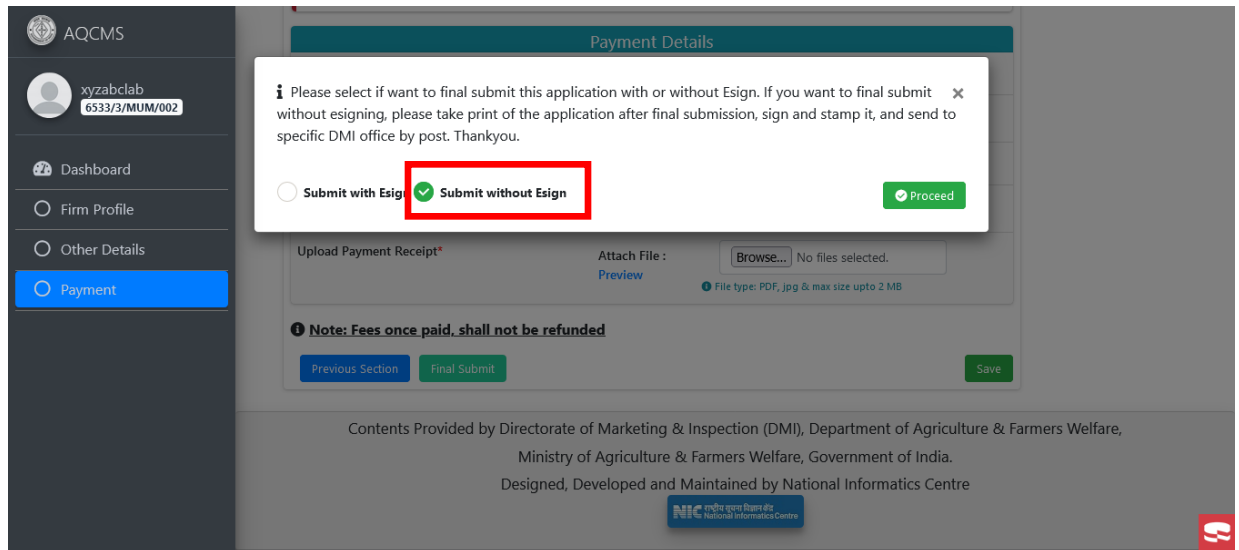 AQCMS
xyzabclab
6533/3/MUM/002
Dashboard
Firm Profile
Other Details
Payment
Payment Details
Please select if want to final submit this application with or without Esign. If you want to final submit
without esigning, please take print of the application after final submission, sign and stamp it, and send to
specific DMI office by post. Thankyou.
Submit with Esign Submit without Esign
Proceed
Upload Payment Receipt* Attach File : Browse... No files selected.
Preview
File type: PDF, jpg & max size upto 2 MB
Note: Fees once paid, shall not be refunded
Previous Section Final Submit Save
Contents Provided by Directorate of Marketing & Inspection (DMI), Department of Agriculture & Farmers Welfare,
Ministry of Agriculture & Farmers Welfare, Government of India.
Designed, Developed and Maintained by National Informatics Centre
NIC राष्ट्रीय सूचना विज्ञान केंद्र
National Informatics Centre